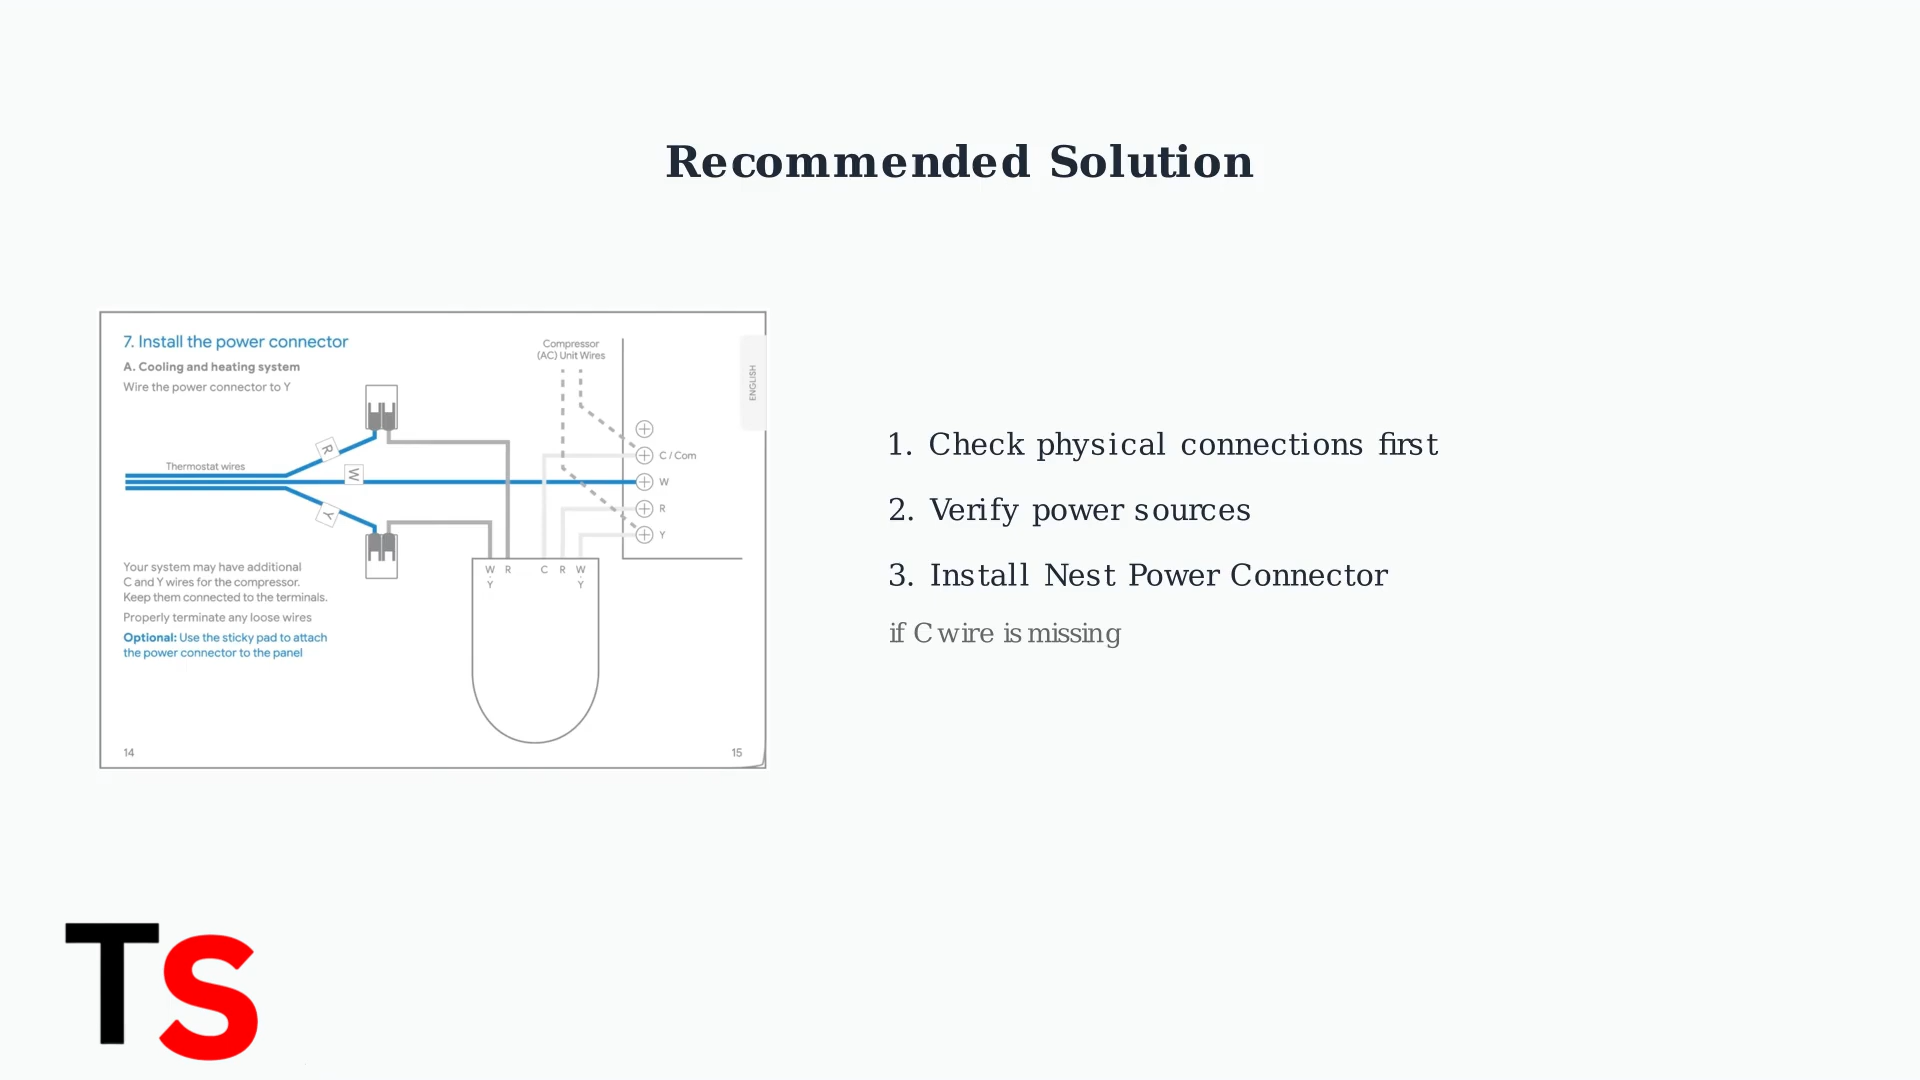 Recommended Solution
7. Install the power connector
A. Cooling and heating system
Wire the power connector to Y
Compressor
(AC) Unit Wires
ENGLISH
R
Thermostat wires
W
Y
C / Com
W
R
Y
W R C R W
Y Y
Your system may have additional
C and Y wires for the compressor.
Keep them connected to the terminals.
Properly terminate any loose wires
Optional: Use the sticky pad to attach
the power connector to the panel
14
15
1. Check physical connections first
2. Verify power sources
3. Install Nest Power Connector
if C wire is missing
TS